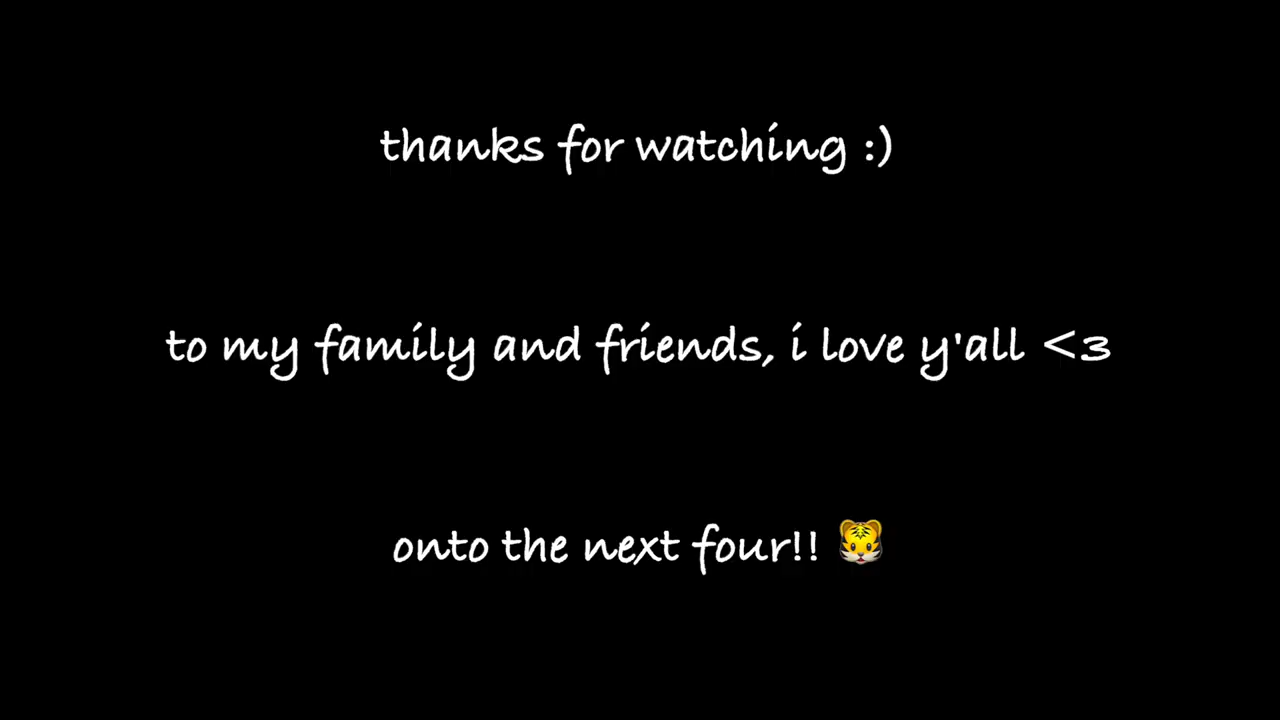 thanks for watching :)
to my family and friends, i love y'all <3
onto the next four!! 🐯